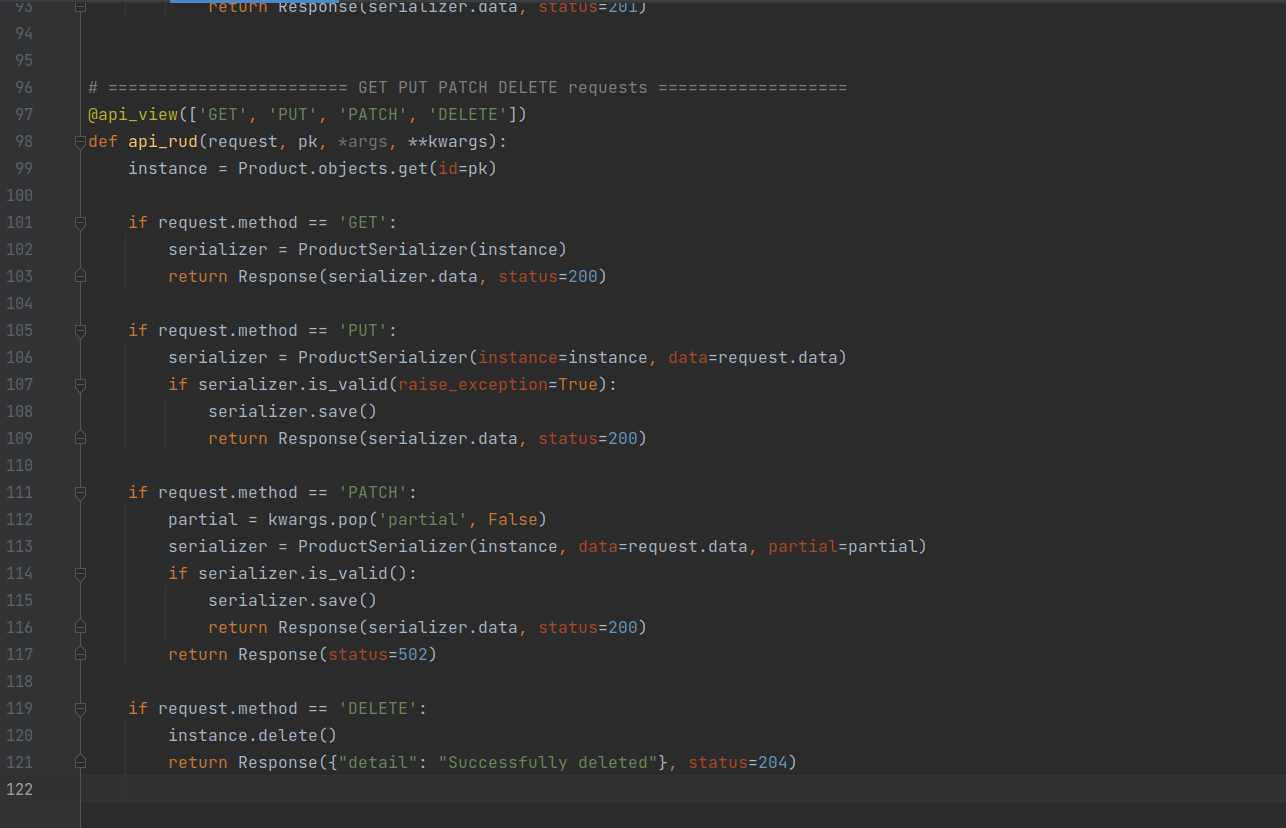 93 return Response(serializer.data, status=201)
94
95
96 # ======================== GET PUT PATCH DELETE requests ===================
97 @api_view(['GET', 'PUT', 'PATCH', 'DELETE'])
98 def api_rud(request, pk, *args, **kwargs):
99 instance = Product.objects.get(id=pk)
100
101 if request.method == 'GET':
102 serializer = ProductSerializer(instance)
103 return Response(serializer.data, status=200)
104
105 if request.method == 'PUT':
106 serializer = ProductSerializer(instance=instance, data=request.data)
107 if serializer.is_valid(raise_exception=True):
108 serializer.save()
109 return Response(serializer.data, status=200)
110
111 if request.method == 'PATCH':
112 partial = kwargs.pop('partial', False)
113 serializer = ProductSerializer(instance, data=request.data, partial=partial)
114 if serializer.is_valid():
115 serializer.save()
116 return Response(serializer.data, status=200)
117 return Response(status=502)
118
119 if request.method == 'DELETE':
120 instance.delete()
121 return Response({"detail": "Successfully deleted"}, status=204)
122